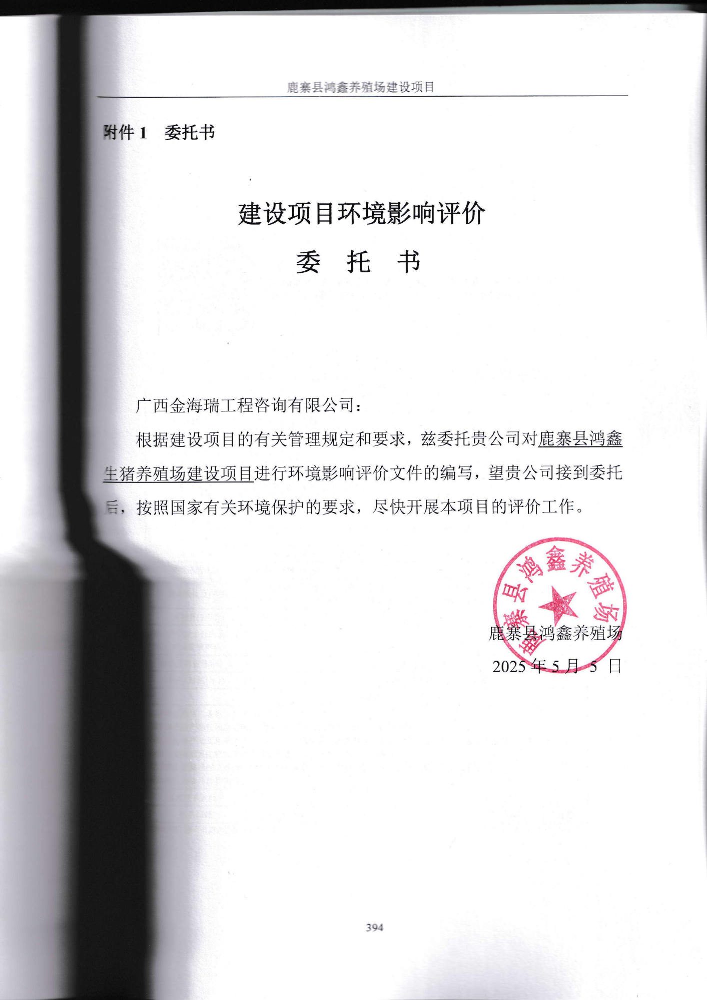 鹿寨县鸿鑫养殖场建设项目
附件 1 委托书
建设项目环境影响评价
委 托 书
广西金海瑞工程咨询有限公司：
根据建设项目的有关管理规定和要求，兹委托贵公司对鹿寨县鸿鑫
生猪养殖场建设项目进行环境影响评价文件的编写，望贵公司接到委托
后，按照国家有关环境保护的要求，尽快开展本项目的评价工作。
鹿寨县鸿鑫养殖场
鹿寨县鸿鑫养殖场
2025 年 5 月 5 日
394